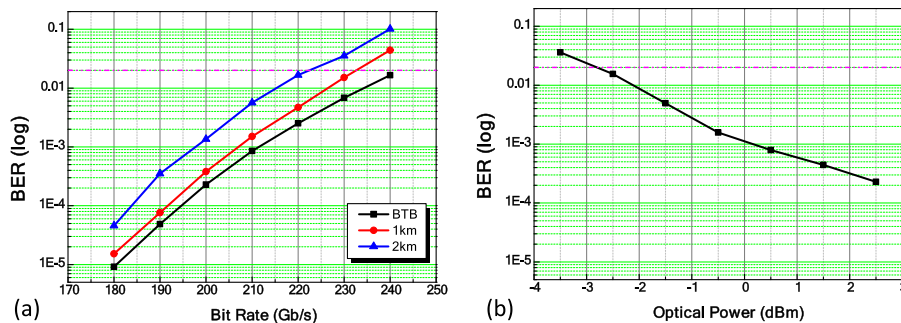 0.1
0.01
1E-3
1E-4
1E-5
BER (log)
170 180 190 200 210 220 230 240 250
Bit Rate (Gb/s)
BTB
1km
2km
(a)
0.1
0.01
1E-3
1E-4
1E-5
BER (log)
-4 -3 -2 -1 0 1 2 3
Optical Power (dBm)
(b)